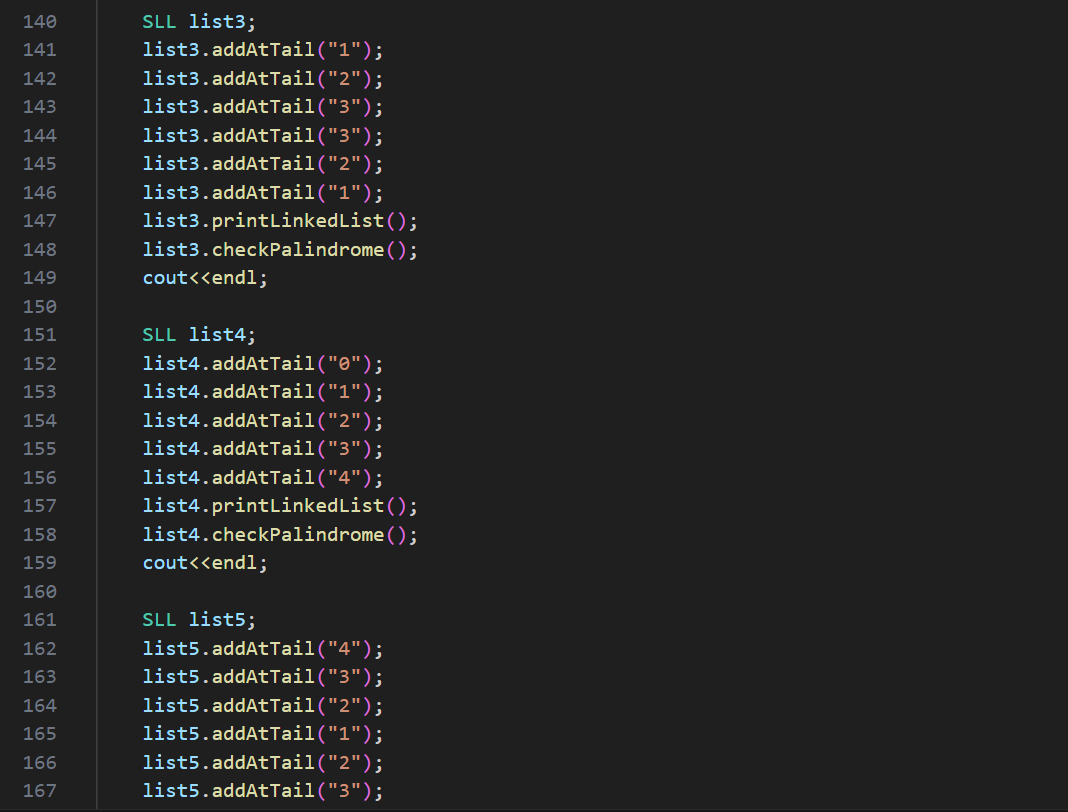 140 SLL list3;
141 list3.addAtTail("1");
142 list3.addAtTail("2");
143 list3.addAtTail("3");
144 list3.addAtTail("3");
145 list3.addAtTail("2");
146 list3.addAtTail("1");
147 list3.printLinkedList();
148 list3.checkPalindrome();
149 cout<<endl;
150
151 SLL list4;
152 list4.addAtTail("0");
153 list4.addAtTail("1");
154 list4.addAtTail("2");
155 list4.addAtTail("3");
156 list4.addAtTail("4");
157 list4.printLinkedList();
158 list4.checkPalindrome();
159 cout<<endl;
160
161 SLL list5;
162 list5.addAtTail("4");
163 list5.addAtTail("3");
164 list5.addAtTail("2");
165 list5.addAtTail("1");
166 list5.addAtTail("2");
167 list5.addAtTail("3");